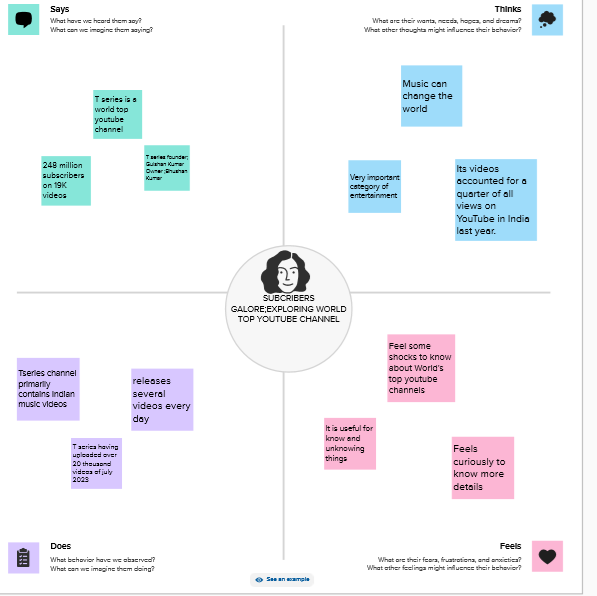 Says
What have we heard them say?
What can we imagine them saying?
Thinks
What are their wants, needs, hopes, and dreams?
What other thoughts might influence their behavior?
T series is a
world top
youtube
channel
248 million
subscribers
on 19K
videos
T series founder;
Gulshan Kumar
Owner;Bhushan
Kumar
Music can
change the
world
Very important
category of
entertainment
Its videos
accounted for a
quarter of all
views on
YouTube in India
last year.
SUBCRIBERS
GALORE;EXPLORING WORLD
TOP YOUTUBE CHANNEL
Tseries channel
primarily
contains indian
music videos
releases
several
videos every
day
T series having
uploaded over
20 thousand
videos of july
2023
Feel some
shocks to know
about World's
top youtube
channels
It is useful for
know and
unknowing
things
Feels
curiously to
know more
details
Does
What behavior have we observed?
What can we imagine them doing?
Feels
What are their fears, frustrations, and anxieties?
What other feelings might influence their behavior?
See an example